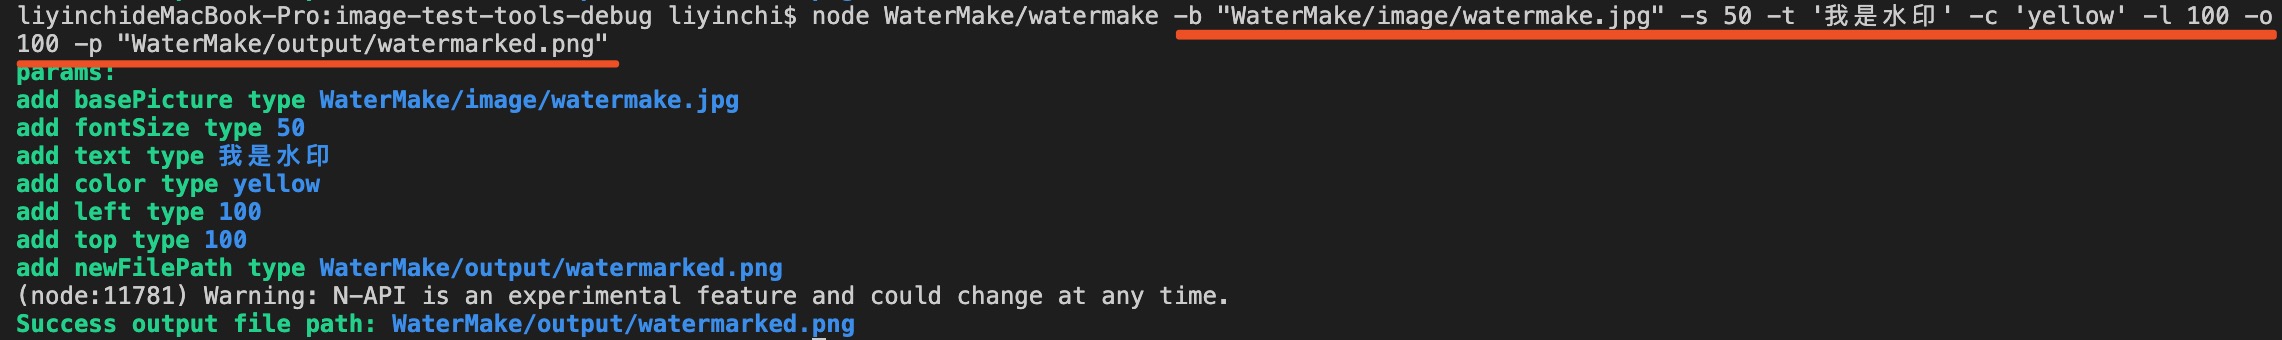 liyinchideMacBook-Pro:image-test-tools-debug liyinchi$ node WaterMake/watermake -b "WaterMake/image/watermake.jpg" -s 50 -t '我是水印' -c 'yellow' -l 100 -o
100 -p "WaterMake/output/watermarked.png"
params:
add basePicture type WaterMake/image/watermake.jpg
add fontSize type 50
add text type 我是水印
add color type yellow
add left type 100
add top type 100
add newFilePath type WaterMake/output/watermarked.png
(node:11781) Warning: N-API is an experimental feature and could change at any time.
Success output file path: WaterMake/output/watermarked.png